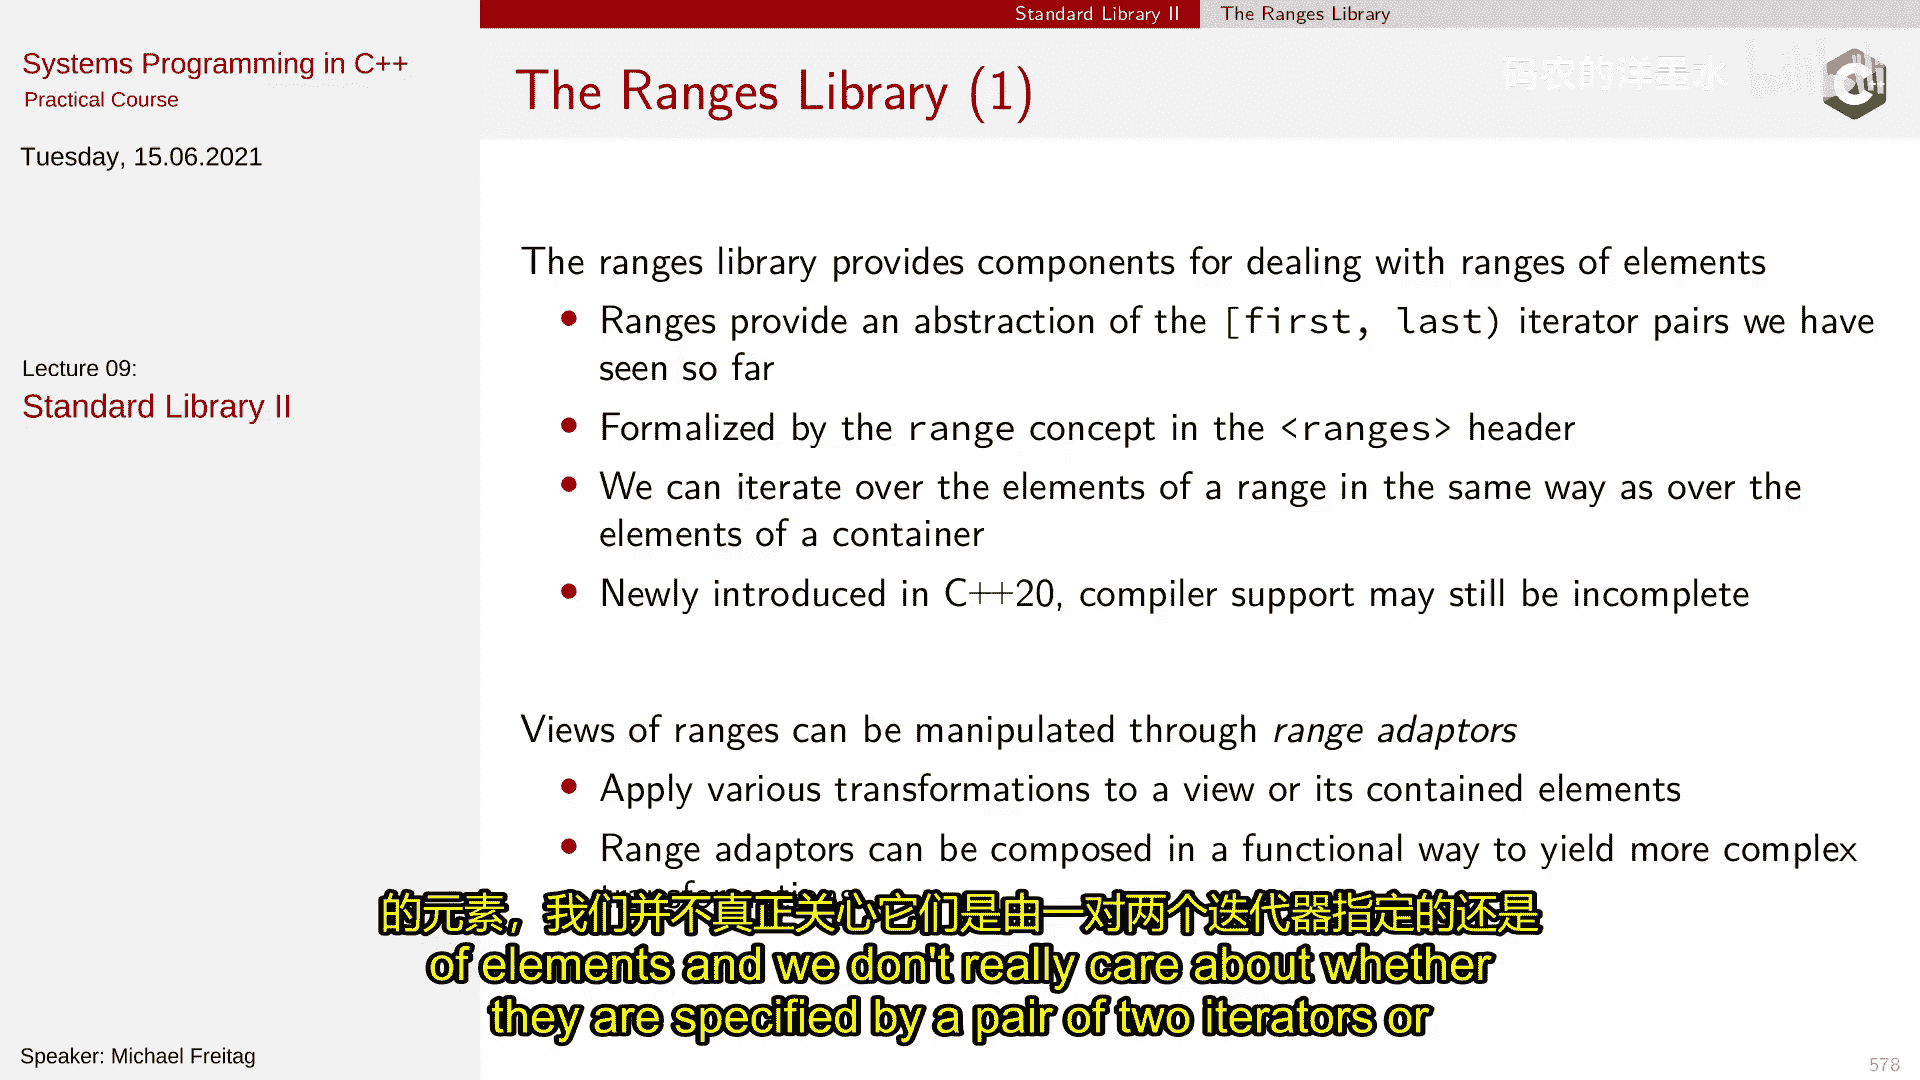 Standard Library II
The Ranges Library
Systems Programming in C++
Practical Course
Tuesday, 15.06.2021
Lecture 09:
Standard Library II
Speaker: Michael Freitag
The Ranges Library (1)
码农的洋墨水
The ranges library provides components for dealing with ranges of elements
Ranges provide an abstraction of the [first, last) iterator pairs we have
seen so far
Formalized by the range concept in the <ranges> header
We can iterate over the elements of a range in the same way as over the
elements of a container
Newly introduced in C++20, compiler support may still be incomplete
Views of ranges can be manipulated through range adaptors
Apply various transformations to a view or its contained elements
Range adaptors can be composed in a functional way to yield more complex
transformations
的元素，我们并不真正关心它们是由一对两个迭代器指定的还是
of elements and we don't really care about whether
they are specified by a pair of two iterators or
578